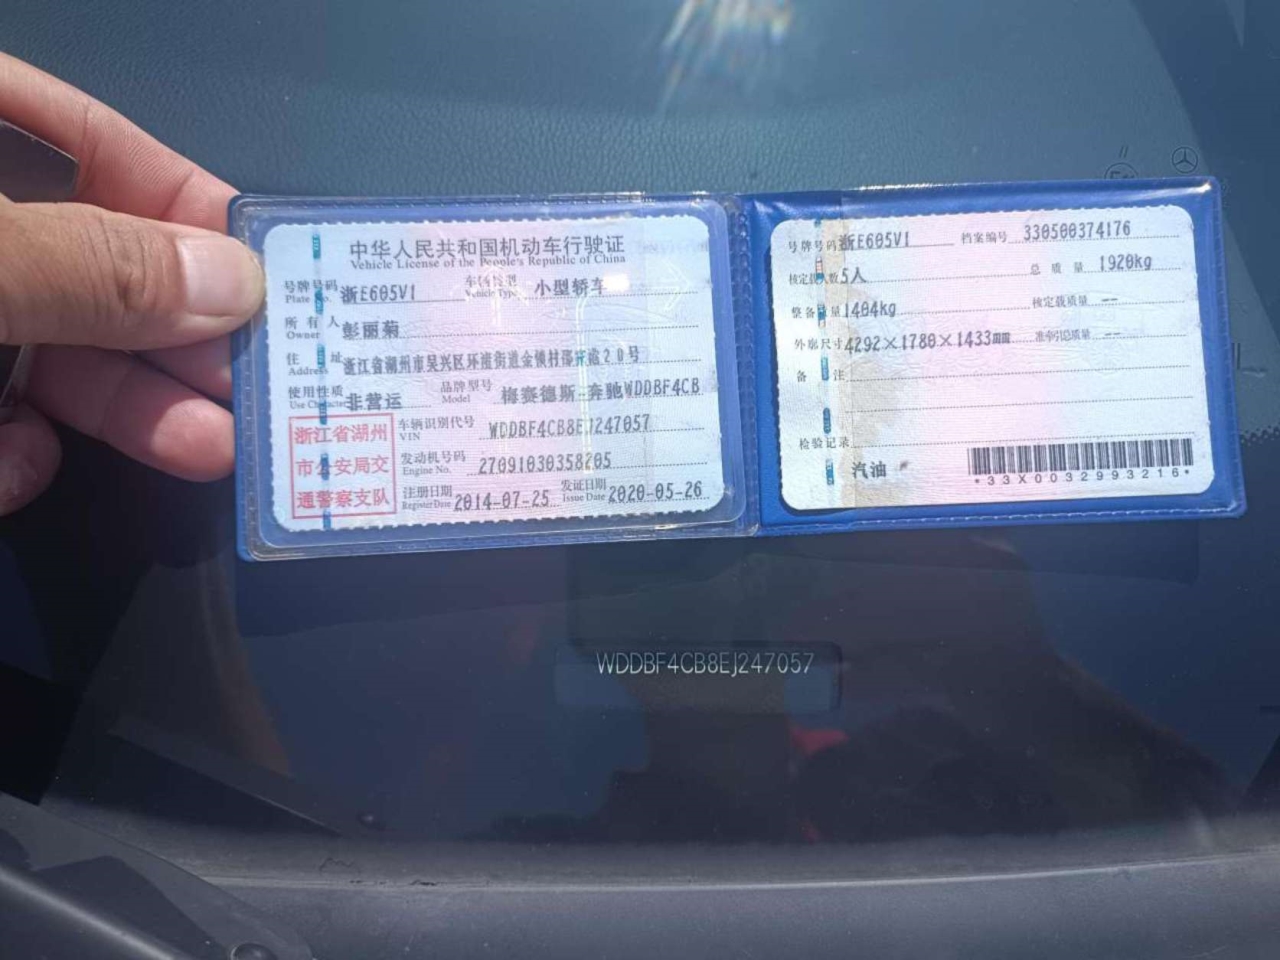 中华人民共和国机动车行驶证
Vehicle License of the People's Republic of China
号牌号码 浙E605V1 车辆类型 小型轿车
Plate No. Vehicle Type
所有人 彭丽菊
Owner
住址 浙江省湖州市吴兴区环渚街道金锁村邵 20号
Address
使用性质 非营运 品牌型号 梅赛德斯-奔驰WDDBF4CB
Use Character Model
浙江省湖州
市公安局交
通警察支队
车辆识别代号 WDDBF4CB8EJ247057
VIN
发动机号码 27091030358205
Engine No.
注册日期 2014-07-25 发证日期 2020-05-26
Register Date Issue Date
号牌号码 浙E605V1 档案编号 330500374176
核定载人数 5人 总质量 1920kg
整备质量 1404kg 核定载质量 --
外廓尺寸 4292×1780×1433mm 准牵引总质量 --
备注
检验记录
汽油
*33X0032993216*
WDDBF4CB8EJ247057